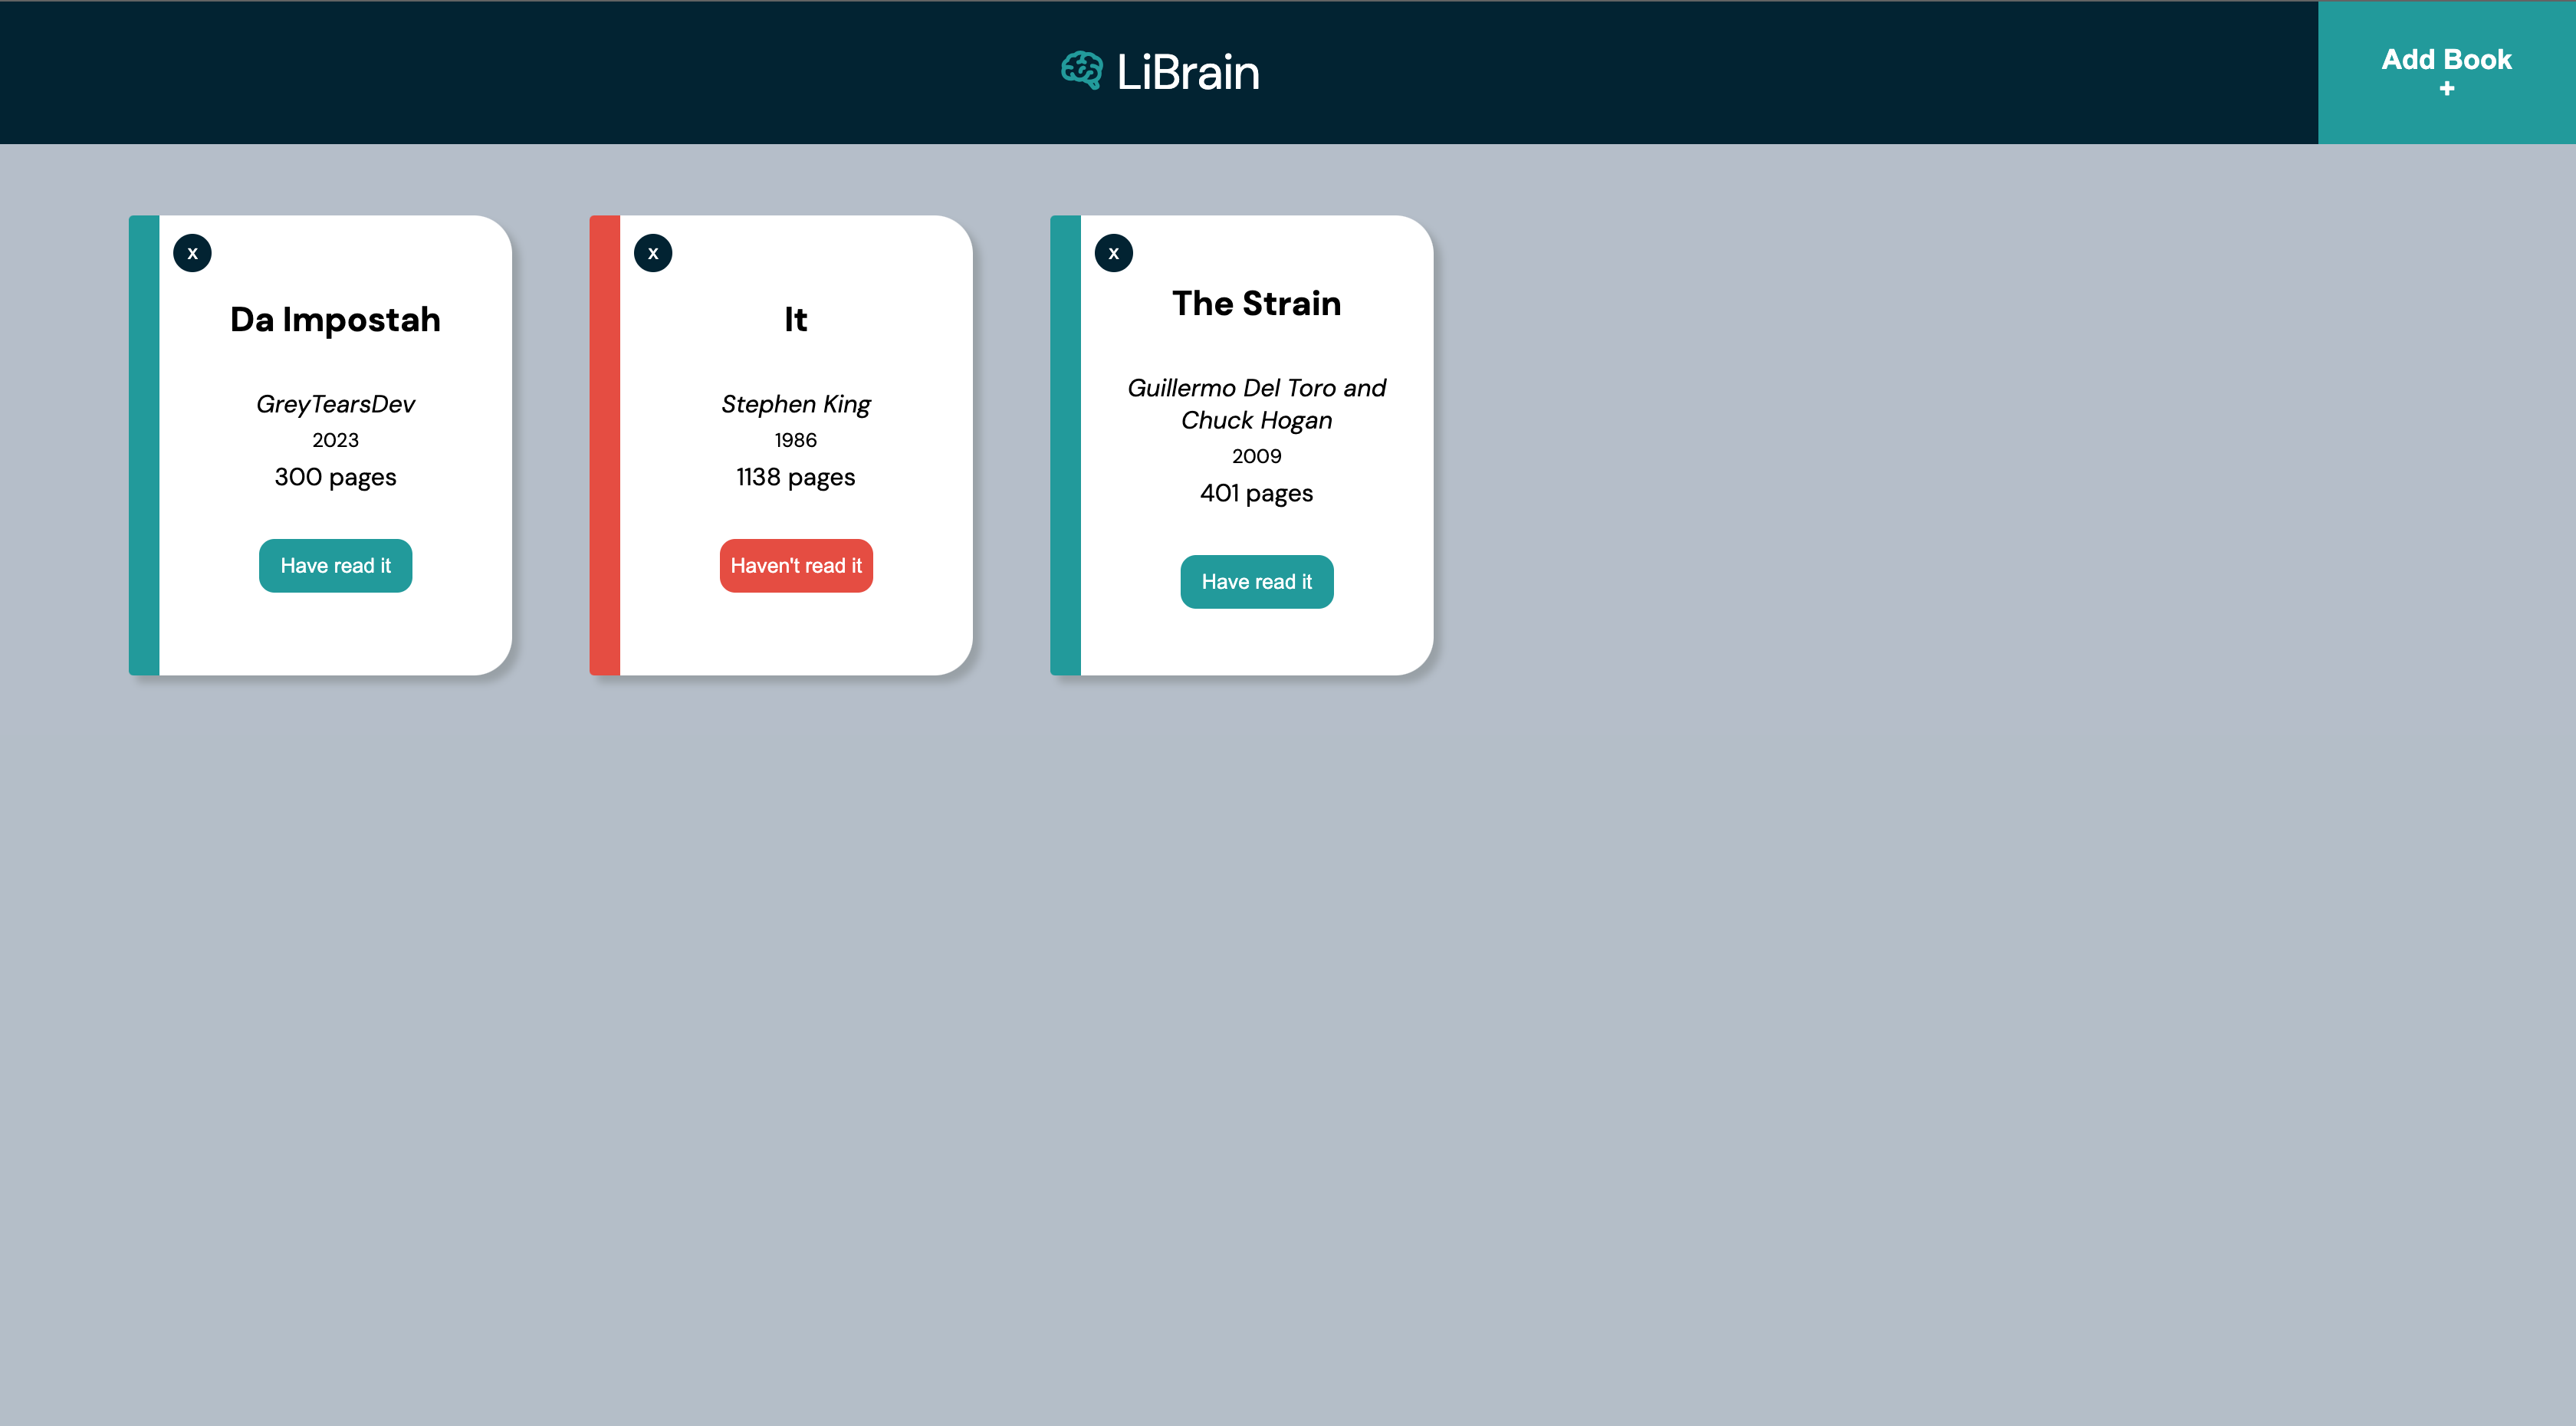 LiBrain
Add Book
+
x
Da Impostah
GreyTearsDev
2023
300 pages
Have read it
x
It
Stephen King
1986
1138 pages
Haven't read it
x
The Strain
Guillermo Del Toro and
Chuck Hogan
2009
401 pages
Have read it